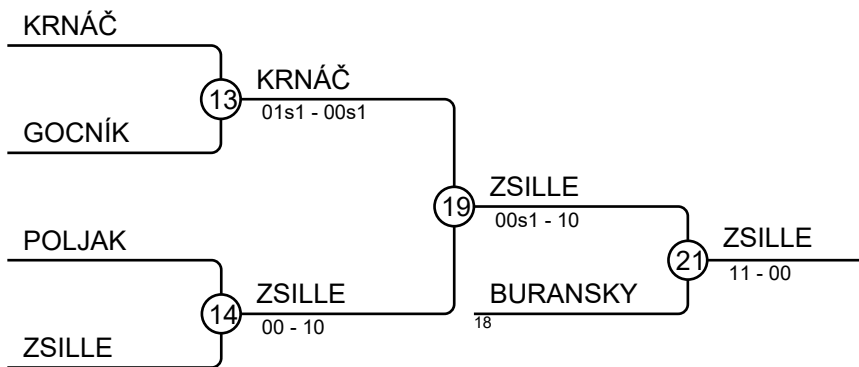 KRNÁČ
13
KRNÁČ
01s1 - 00s1
GOCNÍK
19
ZSILLE
00s1 - 10
POLJAK
21
ZSILLE
11 - 00
14
ZSILLE
00 - 10
BURANSKY
18
ZSILLE